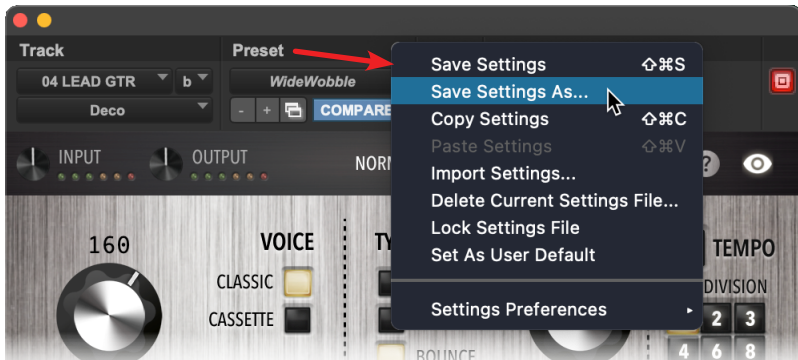 Track
Preset
04 LEAD GTR
b
WideWobble
Deco
- +
COMPARE
Save Settings ⇧⌘S
Save Settings As...
Copy Settings ⇧⌘C
Paste Settings ⇧⌘V
Import Settings...
Delete Current Settings File...
Lock Settings File
Set As User Default
Settings Preferences
INPUT
OUTPUT
?
160
VOICE
CLASSIC
CASSETTE
BOUNCE
TEMPO
DIVISION
2 3
4 6 8